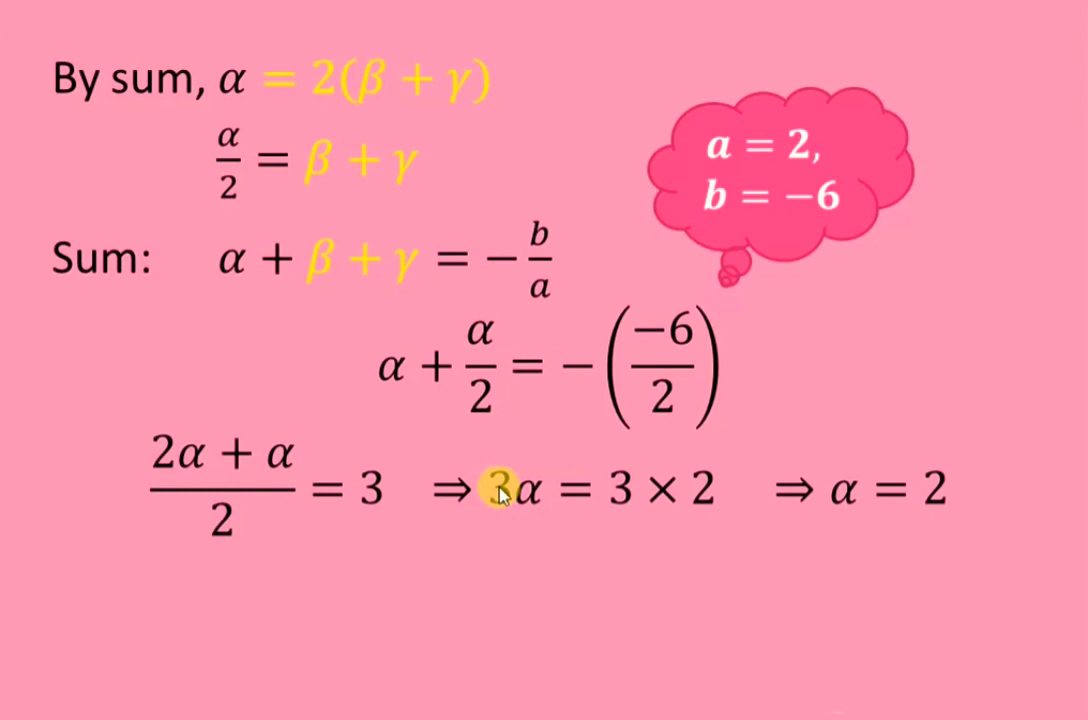 By sum, α = 2(β + γ)
α/2 = β + γ
a = 2,
b = −6
Sum: α + β + γ = −b/a
α + α/2 = −(−6/2)
(2α + α)/2 = 3 ⇒ 3α = 3 × 2 ⇒ α = 2